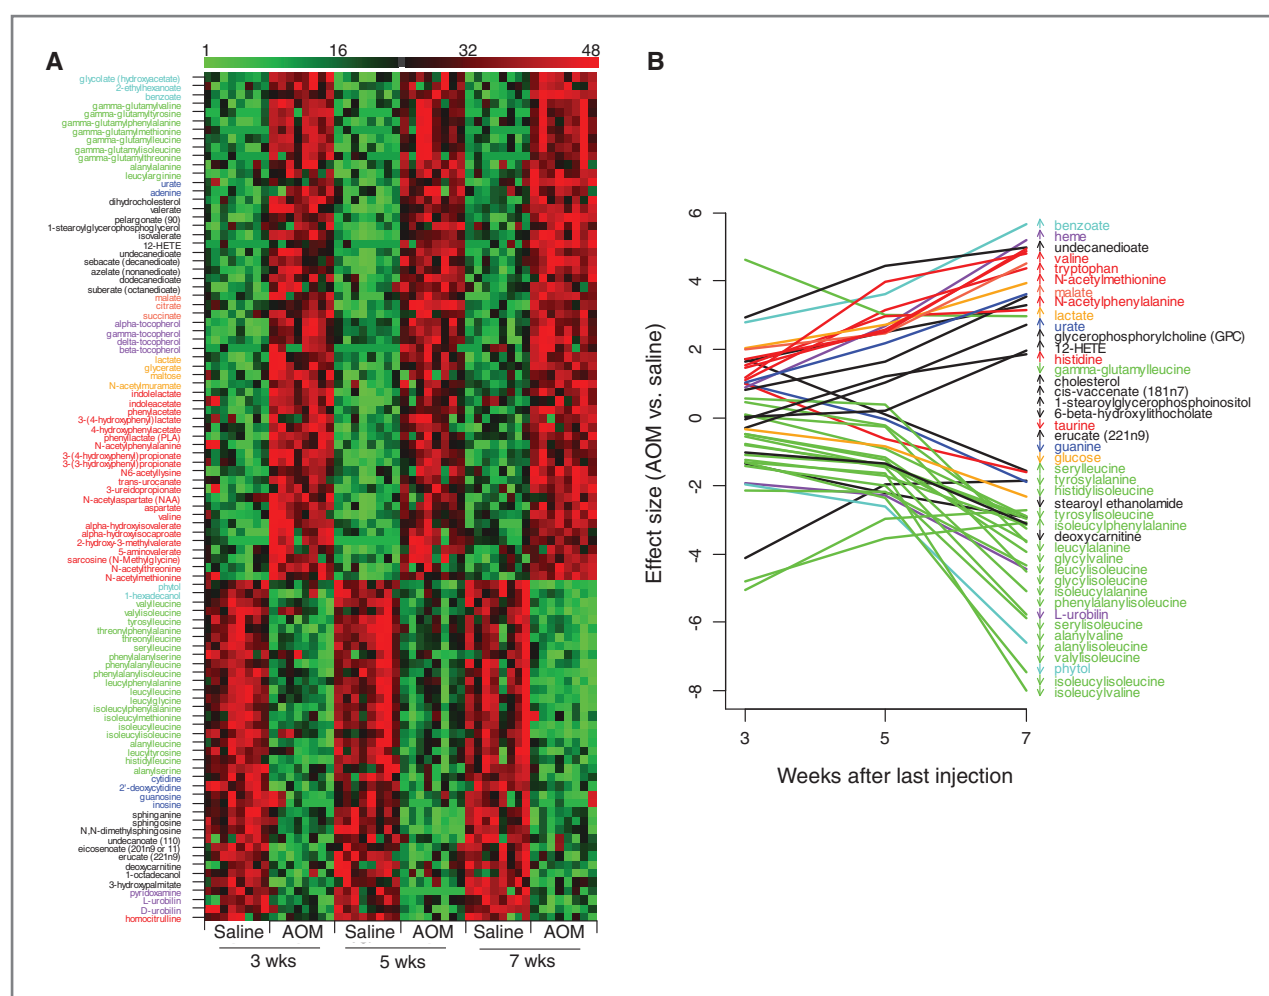 A
1 16 32 48
glycolate (hydroxyacetate)
2-ethylhexanoate
benzoate
gamma-glutamylvaline
gamma-glutamyltyrosine
gamma-glutamylphenylalanine
gamma-glutamylmethionine
gamma-glutamylleucine
gamma-glutamylisoleucine
gamma-glutamylthreonine
alanylalanine
leucylarginine
urate
adenine
dihydrocholesterol
valerate
pelargonate (90)
1-stearoylglycerophosphoglycerol
isovalerate
12-HETE
undecanedioate
sebacate (decanedioate)
azelate (nonanedioate)
dodecanedioate
suberate (octanedioate)
malate
citrate
succinate
alpha-tocopherol
gamma-tocopherol
delta-tocopherol
beta-tocopherol
lactate
glycerate
maltose
N-acetylmuramate
indolelactate
indoleacetate
phenylacetate
3-(4-hydroxyphenyl)lactate
4-hydroxyphenylacetate
phenyllactate (PLA)
N-acetylphenylalanine
3-(4-hydroxyphenyl)propionate
3-(3-hydroxyphenyl)propionate
N6-acetyllysine
trans-urocanate
3-ureidopropionate
N-acetylaspartate (NAA)
aspartate
valine
alpha-hydroxyisovalerate
alpha-hydroxyisocaproate
2-hydroxy-3-methylvalerate
5-aminovalerate
sarcosine (N-Methylglycine)
N-acetylthreonine
N-acetylmethionine
phytol
1-hexadecanol
valylleucine
valylisoleucine
tyrosylleucine
threonylphenylalanine
threonylleucine
serylleucine
phenylalanylserine
phenylalanylleucine
phenylalanylisoleucine
leucylphenylalanine
leucylleucine
leucylglycine
isoleucylphenylalanine
isoleucylmethionine
isoleucylleucine
isoleucylisoleucine
alanylleucine
leucyltyrosine
histidylleucine
alanylserine
cytidine
2'-deoxycytidine
guanosine
inosine
sphinganine
sphingosine
N,N-dimethylsphingosine
undecanoate (110)
eicosenoate (201n9 or 11)
erucate (221n9)
deoxycarnitine
1-octadecanol
3-hydroxypalmitate
pyridoxamine
L-urobilin
D-urobilin
homocitrulline
Saline AOM Saline AOM Saline AOM
3 wks 5 wks 7 wks
B
Effect size (AOM vs. saline)
6
4
2
0
-2
-4
-6
-8
3 5 7
Weeks after last injection
benzoate
heme
undecanedioate
valine
tryptophan
N-acetylmethionine
malate
N-acetylphenylalanine
lactate
urate
glycerophosphorylcholine (GPC)
12-HETE
histidine
gamma-glutamylleucine
cholesterol
cis-vaccenate (181n7)
1-stearoylglycerophosphoinositol
6-beta-hydroxylithocholate
taurine
erucate (221n9)
guanine
glucose
serylleucine
tyrosylalanine
histidylisoleucine
stearoyl ethanolamide
tyrosylisoleucine
isoleucylphenylalanine
deoxycarnitine
leucylalanine
glycylvaline
leucylisoleucine
glycylisoleucine
isoleucylalanine
phenylalanylisoleucine
L-urobilin
serylisoleucine
alanylvaline
alanylisoleucine
valylisoleucine
phytol
isoleucylisoleucine
isoleucylvaline